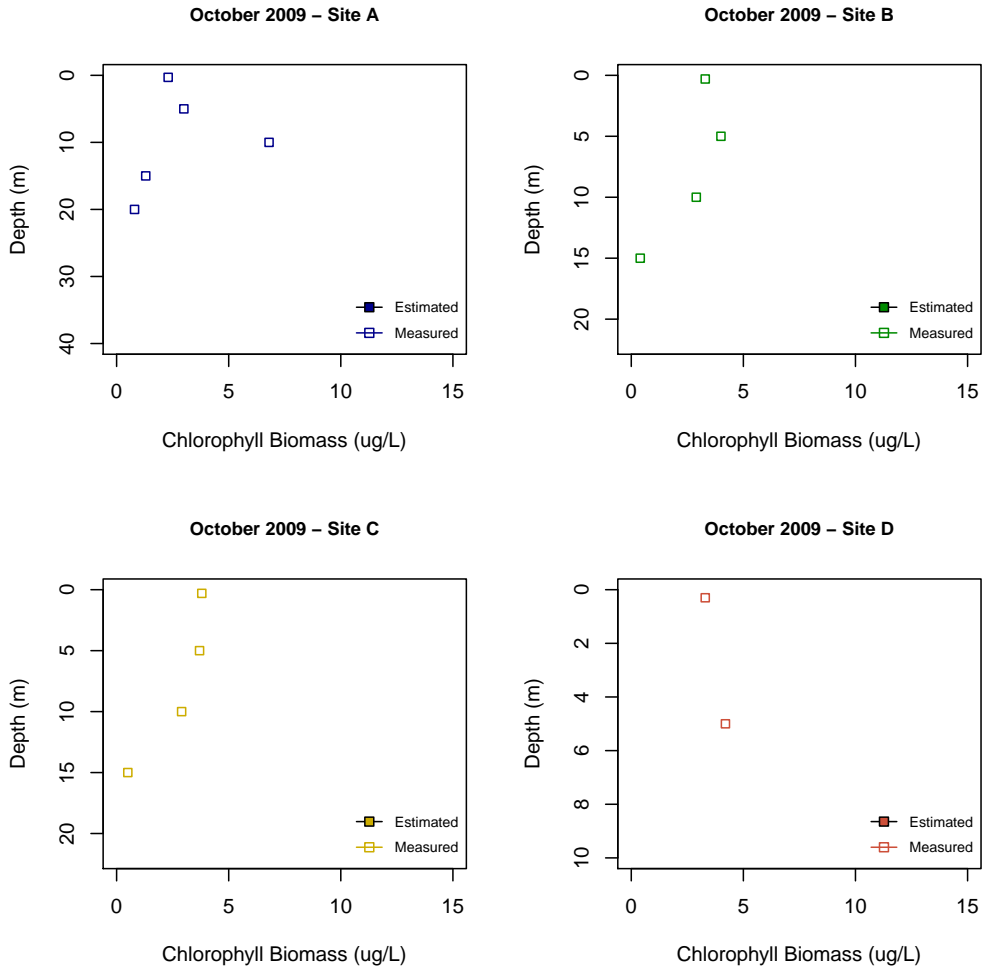 October 2009 – Site A
0
10
20
30
40
Depth (m)
Estimated
Measured
0 5 10 15
Chlorophyll Biomass (ug/L)
October 2009 – Site B
0
5
10
15
20
Depth (m)
Estimated
Measured
0 5 10 15
Chlorophyll Biomass (ug/L)
October 2009 – Site C
0
5
10
15
20
Depth (m)
Estimated
Measured
0 5 10 15
Chlorophyll Biomass (ug/L)
October 2009 – Site D
0
2
4
6
8
10
Depth (m)
Estimated
Measured
0 5 10 15
Chlorophyll Biomass (ug/L)